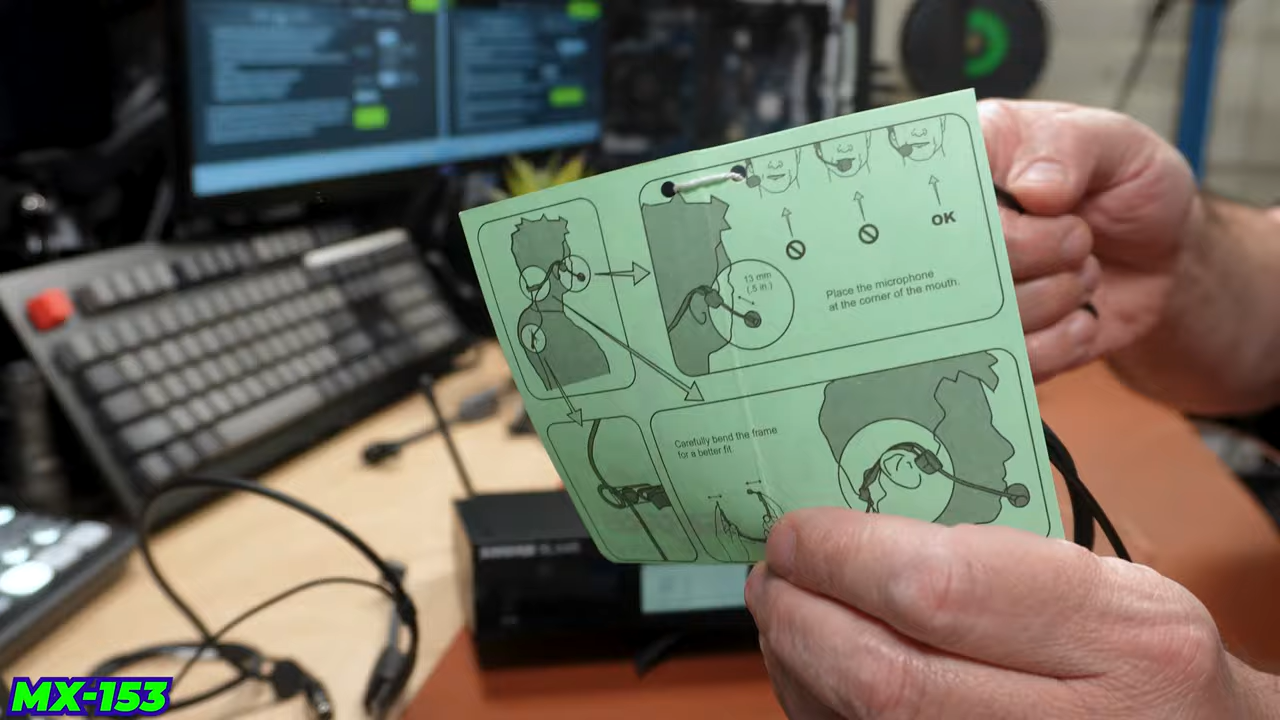 OK
13 mm
(.5 in.)
Place the microphone
at the corner of the mouth.
Carefully bend the frame
for a better fit.
MX-153